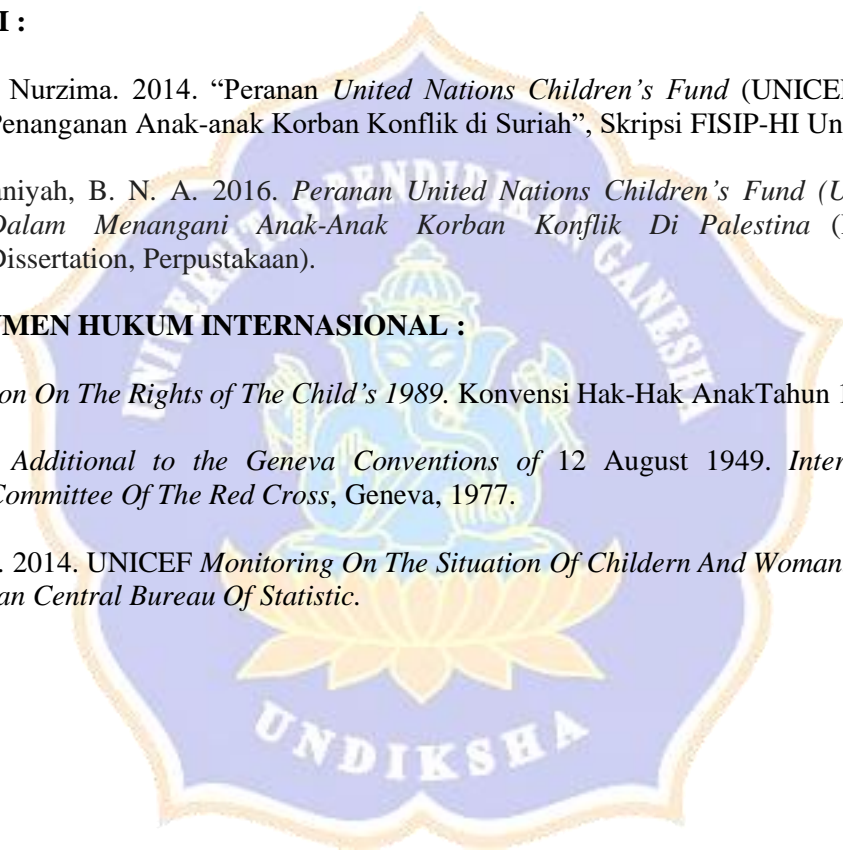 I :
Nurzima. 2014. “Peranan United Nations Children’s Fund (UNICEF
Penanganan Anak-anak Korban Konflik di Suriah”, Skripsi FISIP-HI Un
aniyah, B. N. A. 2016. Peranan United Nations Children’s Fund (U
Dalam Menangani Anak-Anak Korban Konflik Di Palestina (
Dissertation, Perpustakaan).
UMEN HUKUM INTERNASIONAL :
on On The Rights of The Child’s 1989. Konvensi Hak-Hak AnakTahun 1
Additional to the Geneva Conventions of 12 August 1949. Inter
Committee Of The Red Cross, Geneva, 1977.
. 2014. UNICEF Monitoring On The Situation Of Childern And Woman
an Central Bureau Of Statistic.
UNIVERSITAS PENDIDIKAN GANESHA
UNDIKSHA